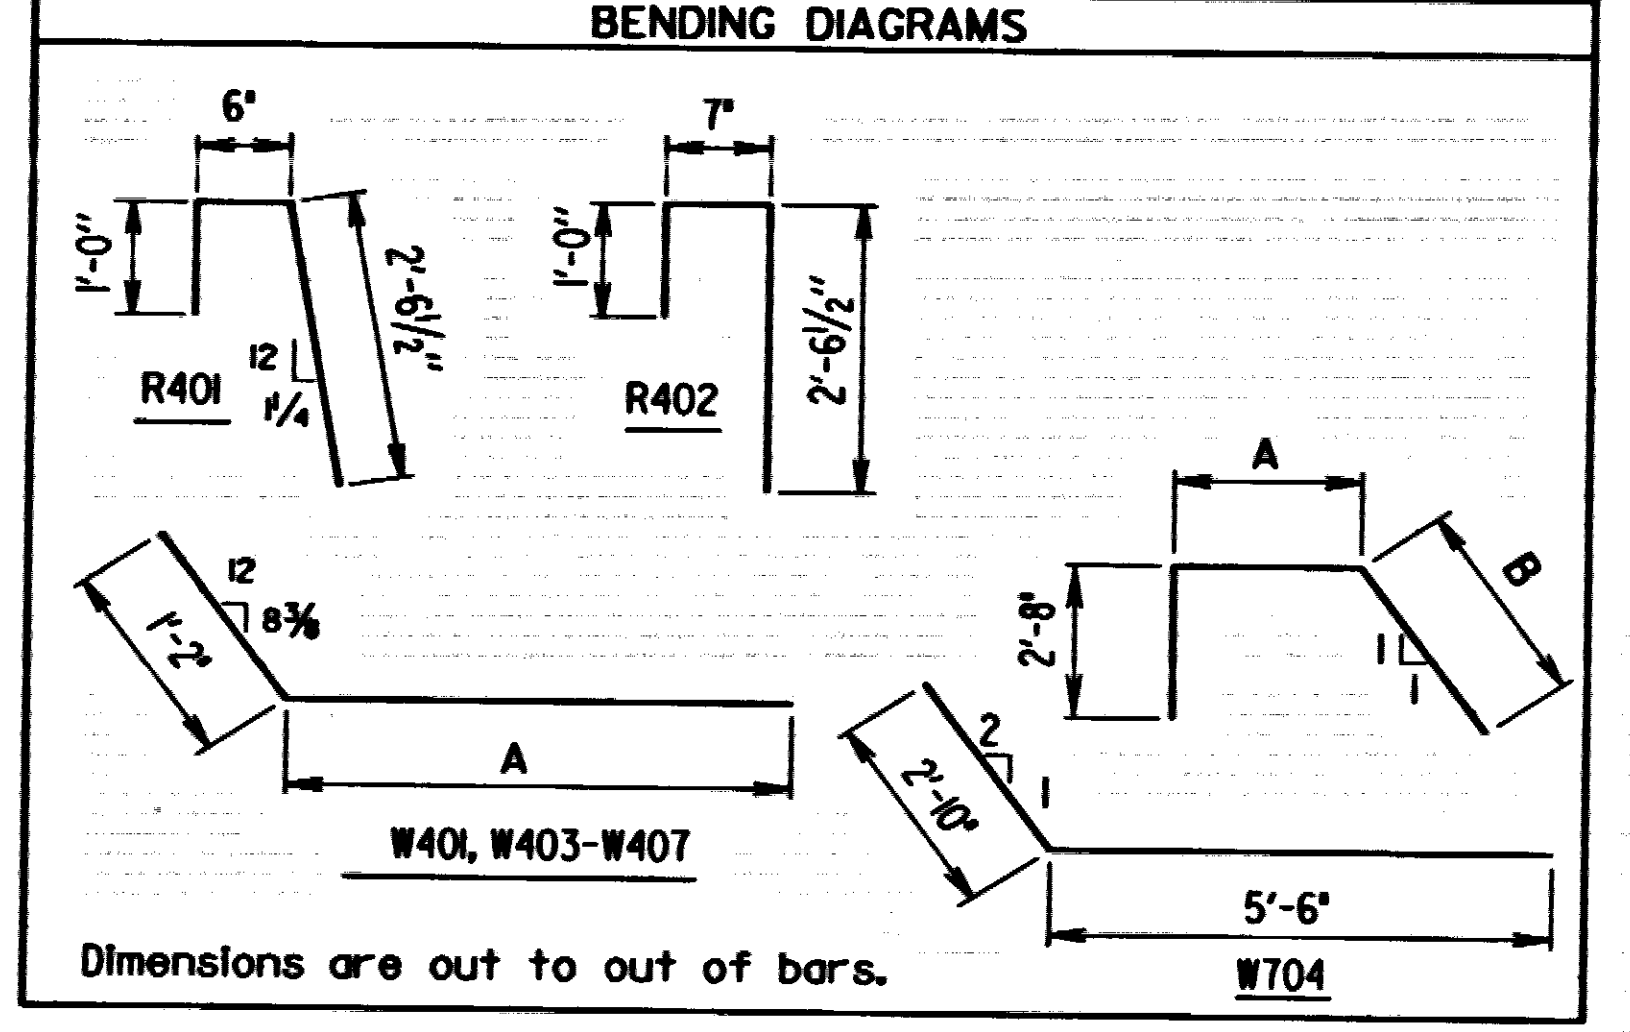 BENDING DIAGRAMS
6"
1'-0"
2'-6 1/2"
12
1 1/4
R401
7"
1'-0"
2'-6 1/2"
R402
12
8 3/8
1'-2"
A
W401, W403-W407
A
2'-8"
B
1
1
2
1
2'-10"
5'-6"
W704
Dimensions are out to out of bars.